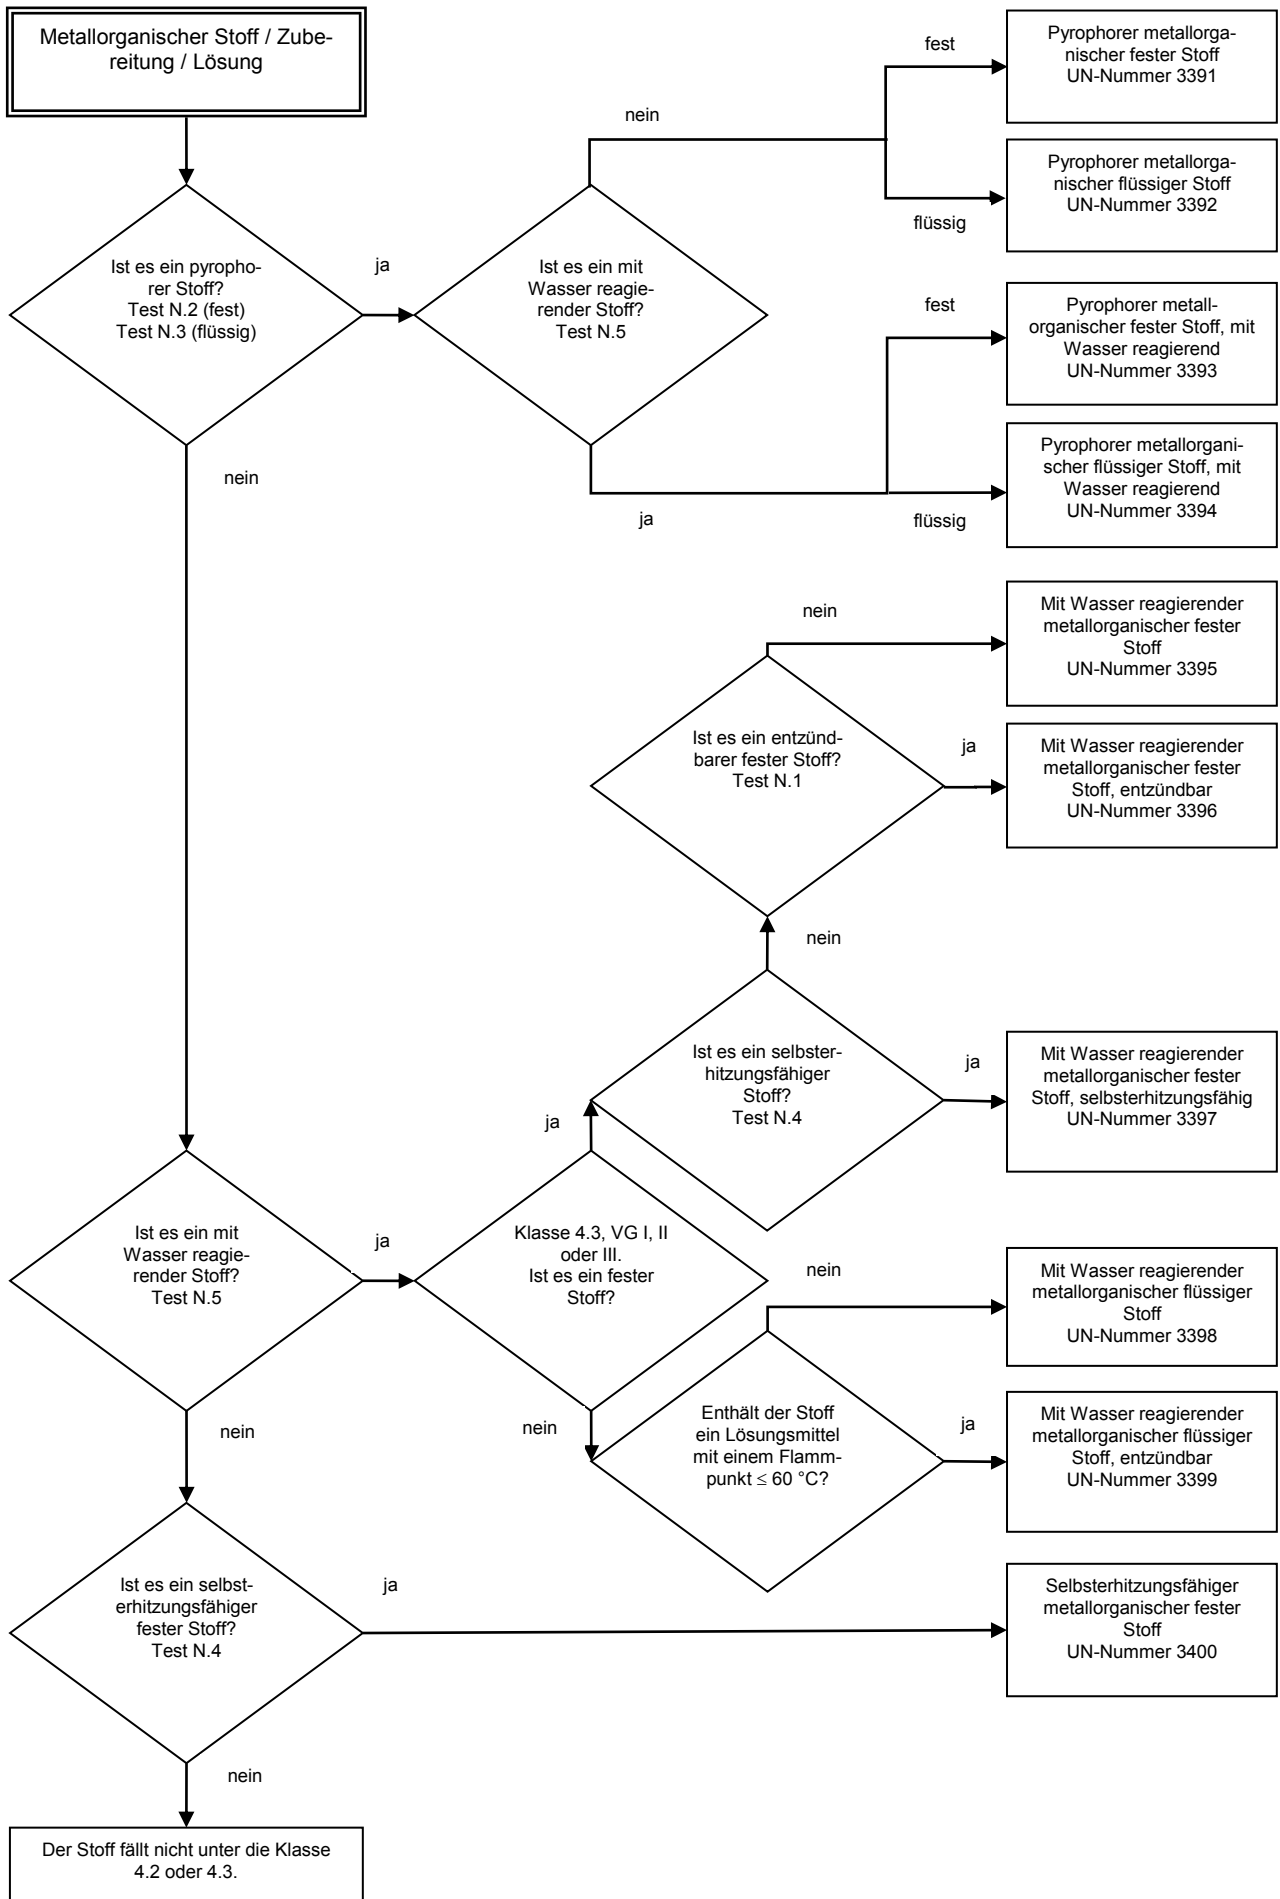 Metallorganischer Stoff / Zube-
reitung / Lösung
fest
Pyrophorer metallorga-
nischer fester Stoff
UN-Nummer 3391
nein
Pyrophorer metallorga-
nischer flüssiger Stoff
UN-Nummer 3392
flüssig
Ist es ein pyropho-
rer Stoff?
Test N.2 (fest)
Test N.3 (flüssig)
ja
Ist es ein mit
Wasser reagie-
render Stoff?
Test N.5
fest
Pyrophorer metall-
organischer fester Stoff, mit
Wasser reagierend
UN-Nummer 3393
nein
ja
Pyrophorer metallorgani-
scher flüssiger Stoff, mit
Wasser reagierend
UN-Nummer 3394
flüssig
nein
Mit Wasser reagierender
metallorganischer fester
Stoff
UN-Nummer 3395
Ist es ein entzünd-
barer fester Stoff?
Test N.1
ja
Mit Wasser reagierender
metallorganischer fester
Stoff, entzündbar
UN-Nummer 3396
nein
Ist es ein selbster-
hitzungsfähiger
Stoff?
Test N.4
ja
Mit Wasser reagierender
metallorganischer fester
Stoff, selbsterhitzungsfähig
UN-Nummer 3397
ja
Ist es ein mit
Wasser reagie-
render Stoff?
Test N.5
ja
Klasse 4.3, VG I, II
oder III.
Ist es ein fester
Stoff?
nein
Mit Wasser reagierender
metallorganischer flüssiger
Stoff
UN-Nummer 3398
nein
nein
Enthält der Stoff
ein Lösungsmittel
mit einem Flamm-
punkt ≤ 60 °C?
ja
Mit Wasser reagierender
metallorganischer flüssiger
Stoff, entzündbar
UN-Nummer 3399
Ist es ein selbst-
erhitzungsfähiger
fester Stoff?
Test N.4
ja
Selbsterhitzungsfähiger
metallorganischer fester
Stoff
UN-Nummer 3400
nein
Der Stoff fällt nicht unter die Klasse
4.2 oder 4.3.